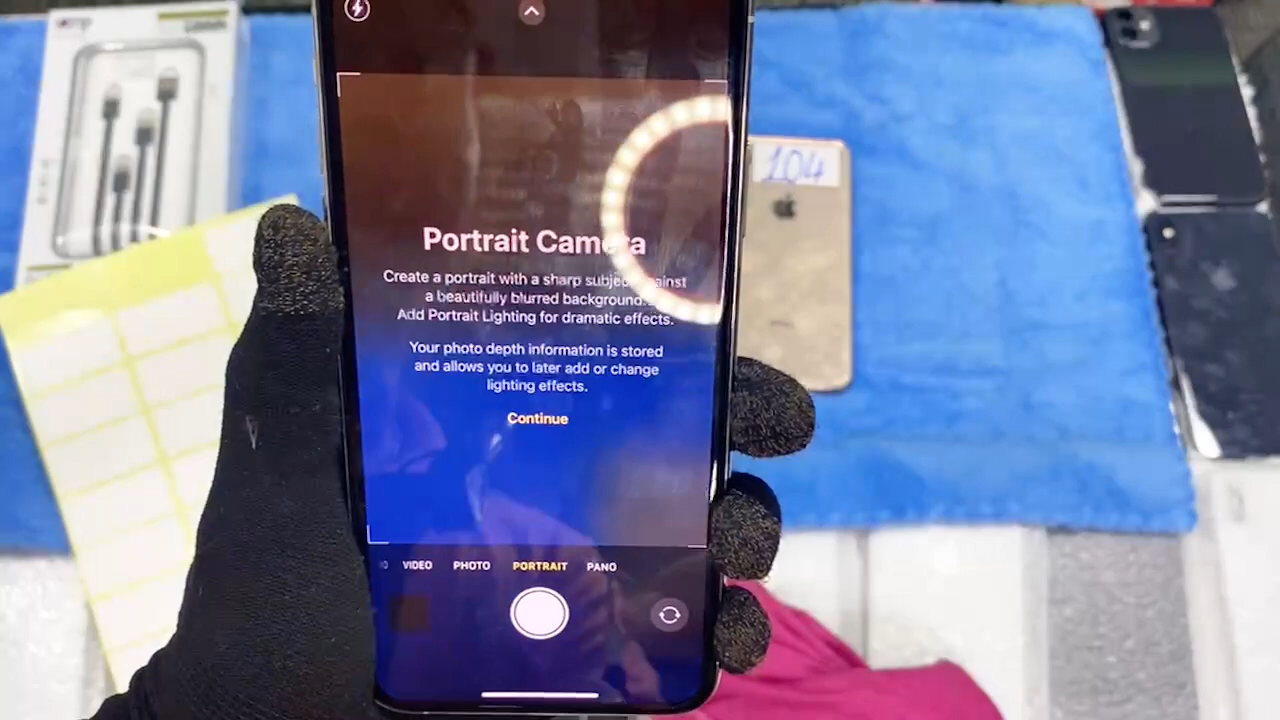 104
Portrait Camera
Create a portrait with a sharp subject against
a beautifully blurred background.
Add Portrait Lighting for dramatic effects.
Your photo depth information is stored
and allows you to later add or change
lighting effects.
Continue
VIDEO PHOTO PORTRAIT PANO